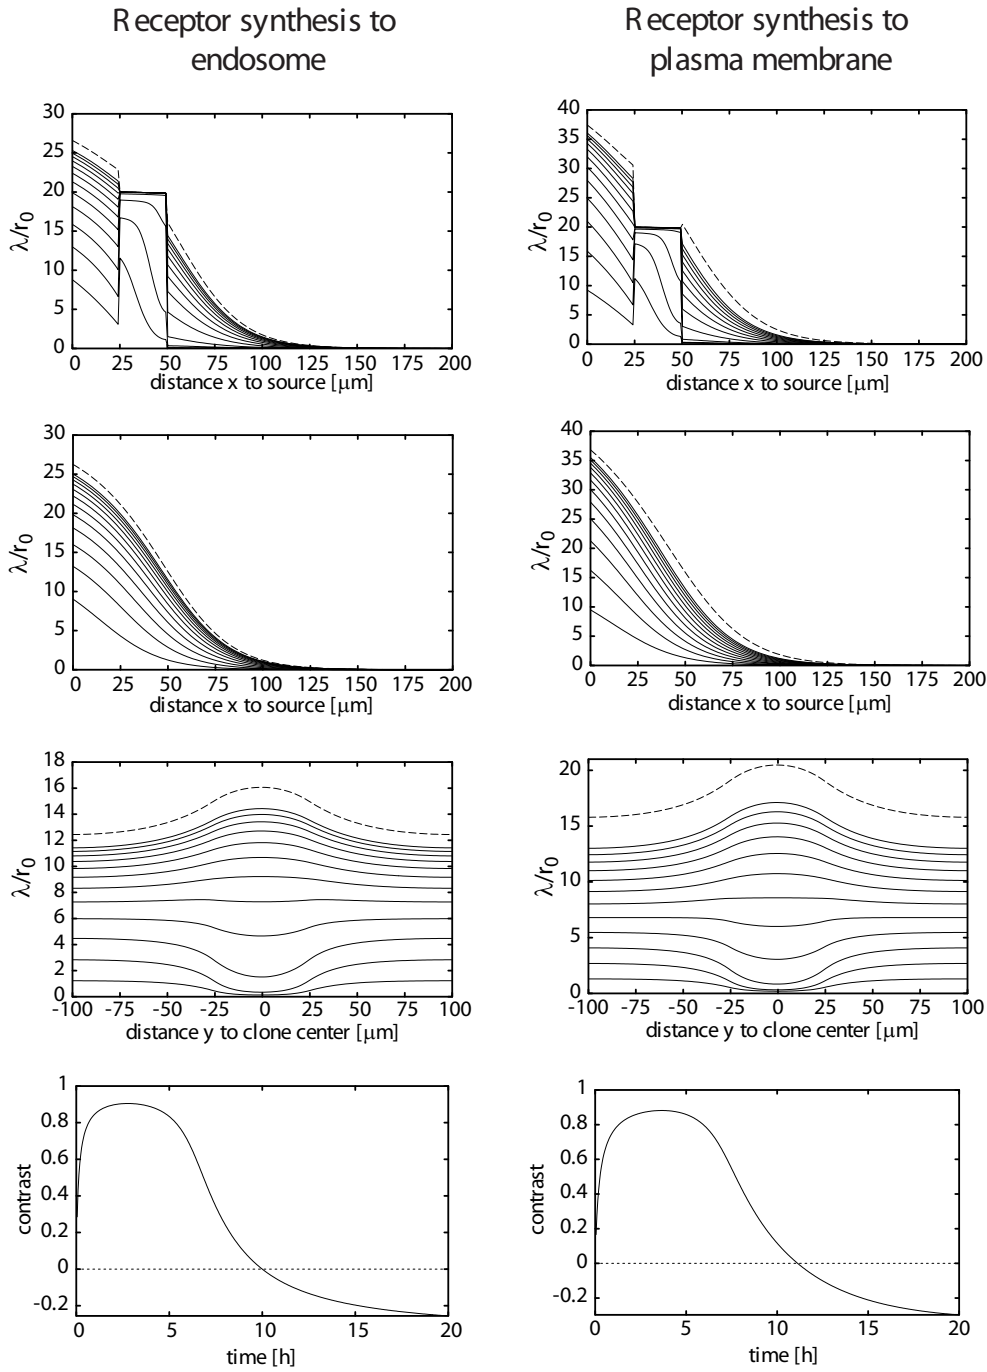 Receptor synthesis to
endosome
Receptor synthesis to
plasma membrane
30
25
20
15
10
5
0
λ/r0
0 25 50 75 100 125 150 175 200
distance x to source [μm]
40
35
30
25
20
15
10
5
0
λ/r0
0 25 50 75 100 125 150 175 200
distance x to source [μm]
30
25
20
15
10
5
0
λ/r0
0 25 50 75 100 125 150 175 200
distance x to source [μm]
40
35
30
25
20
15
10
5
0
λ/r0
0 25 50 75 100 125 150 175 200
distance x to source [μm]
18
16
14
12
10
8
6
4
2
0
λ/r0
-100 -75 -50 -25 0 25 50 75 100
distance y to clone center [μm]
20
15
10
5
0
λ/r0
-100 -75 -50 -25 0 25 50 75 100
distance y to clone center [μm]
1
0.8
0.6
0.4
0.2
0
-0.2
contrast
0 5 10 15 20
time [h]
1
0.8
0.6
0.4
0.2
0
-0.2
contrast
0 5 10 15 20
time [h]